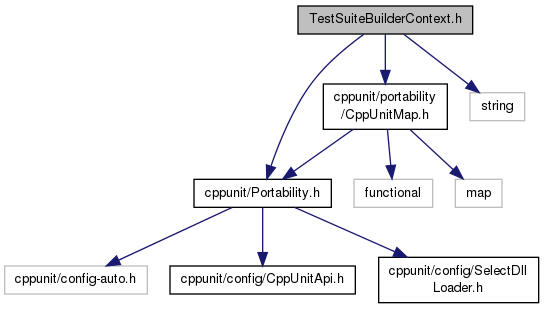 TestSuiteBuilderContext.h
cppunit/portability
/CppUnitMap.h
string
cppunit/Portability.h
functional
map
cppunit/config-auto.h
cppunit/config/CppUnitApi.h
cppunit/config/SelectDll
Loader.h